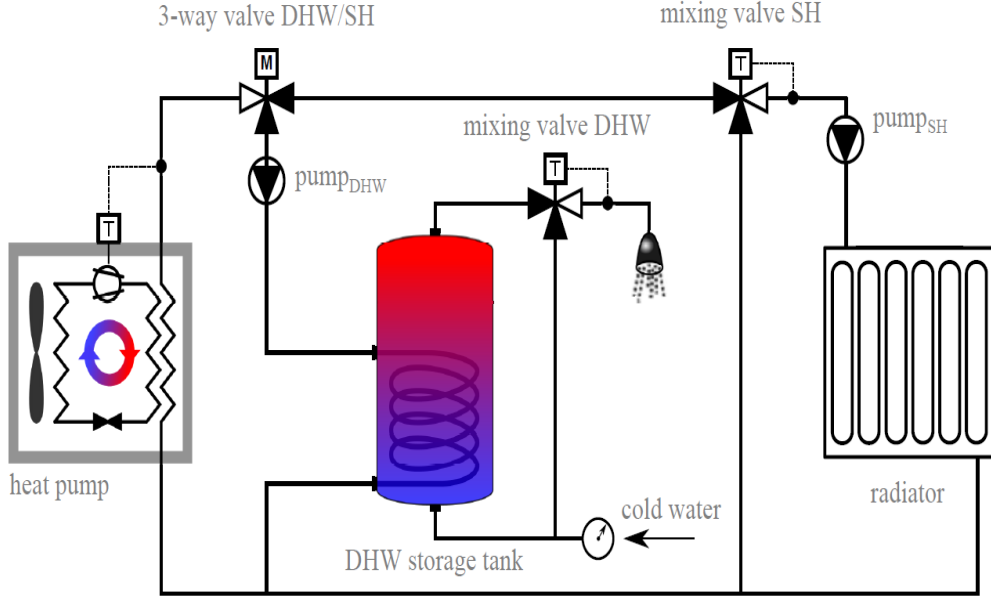 3-way valve DHW/SH
mixing valve SH
M
T
mixing valve DHW
pumpSH
T
pumpDHW
T
heat pump
cold water
radiator
DHW storage tank